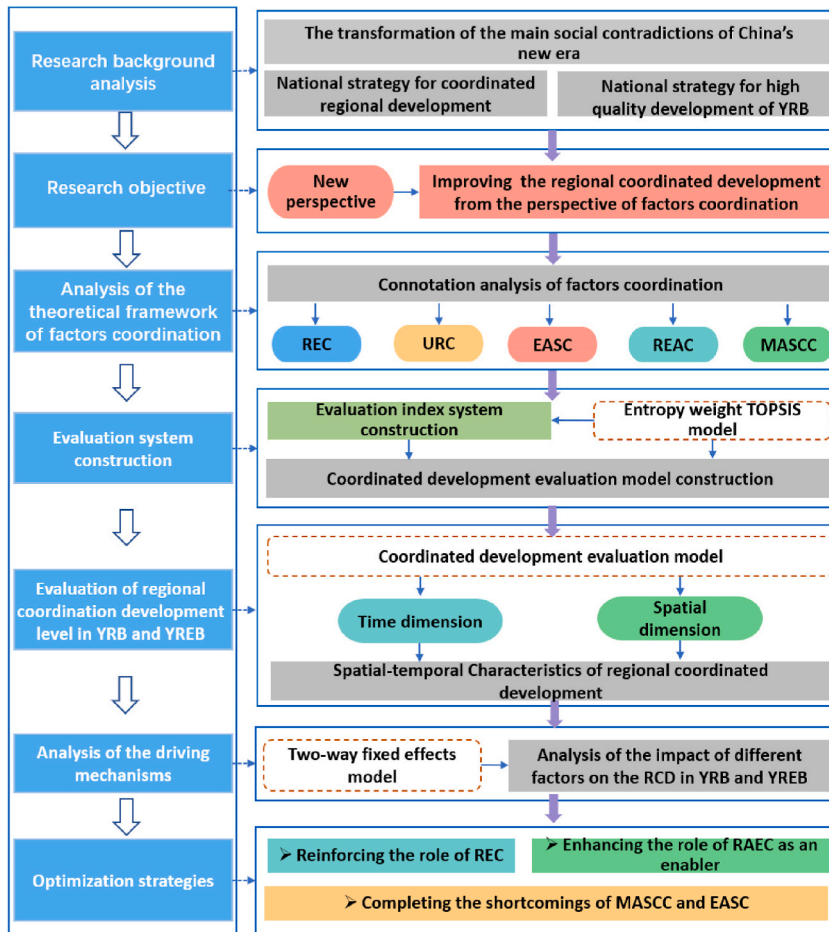 Research background
analysis
The transformation of the main social contradictions of China's
new era
National strategy for coordinated
regional development
National strategy for high
quality development of YRB
Research objective
New
perspective
Improving the regional coordinated development
from the perspective of factors coordination
Analysis of the
theoretical framework
of factors coordination
Connotation analysis of factors coordination
REC
URC
EASC
REAC
MASCC
Evaluation system
construction
Evaluation index system
construction
Entropy weight TOPSIS
model
Coordinated development evaluation model construction
Evaluation of regional
coordination development
level in YRB and YREB
Coordinated development evaluation model
Time dimension
Spatial
dimension
Spatial-temporal Characteristics of regional coordinated
development
Analysis of the driving
mechanisms
Two-way fixed effects
model
Analysis of the impact of different
factors on the RCD in YRB and YREB
Optimization strategies
➤ Reinforcing the role of REC
➤ Enhancing the role of RAEC as an
enabler
➤ Completing the shortcomings of MASCC and EASC